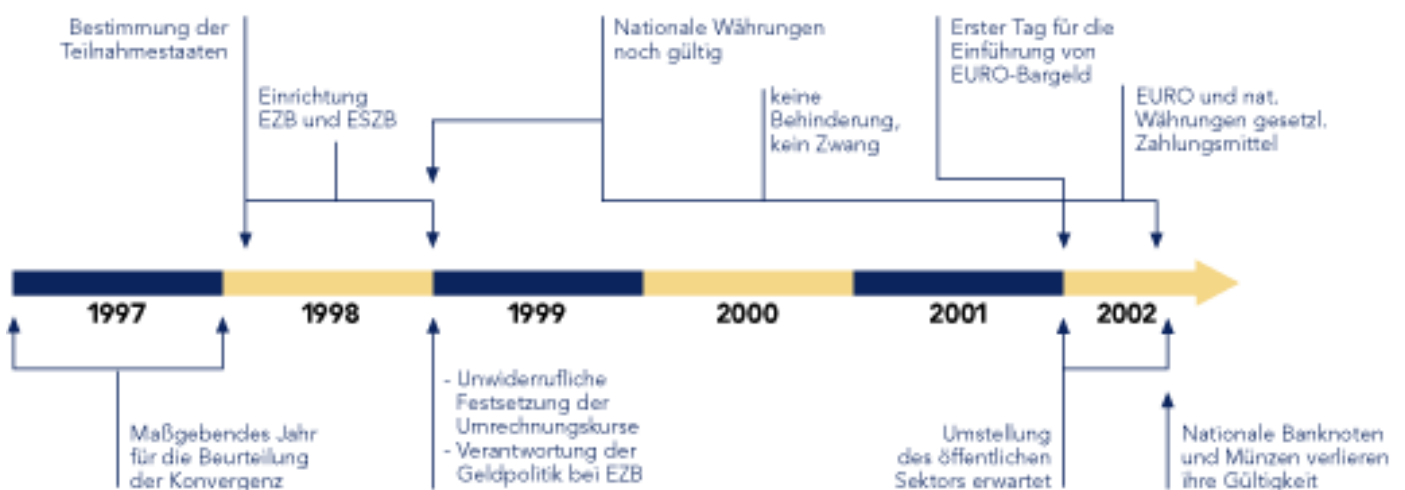 Bestimmung der
Teilnahmestaaten
Einrichtung
EZB und ESZB
Nationale Währungen
noch gültig
keine
Behinderung,
kein Zwang
Erster Tag für die
Einführung von
EURO-Bargeld
EURO und nat.
Währungen gesetzl.
Zahlungsmittel
1997
1998
1999
2000
2001
2002
Maßgebendes Jahr
für die Beurteilung
der Konvergenz
- Unwiderrufliche
Festsetzung der
Umrechnungskurse
- Verantwortung der
Geldpolitik bei EZB
Umstellung
des öffentlichen
Sektors erwartet
Nationale Banknoten
und Münzen verlieren
ihre Gültigkeit